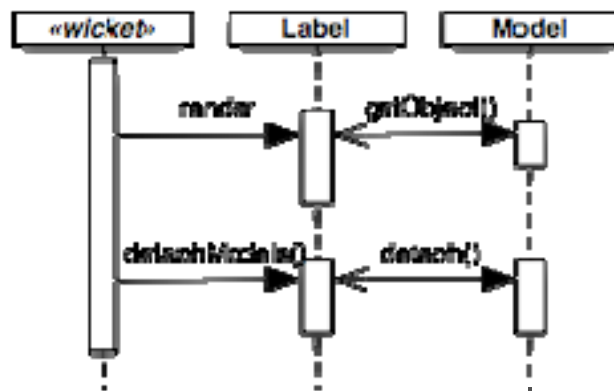 «wicket»
Label
Model
render
getObject()
detachModels()
detach()